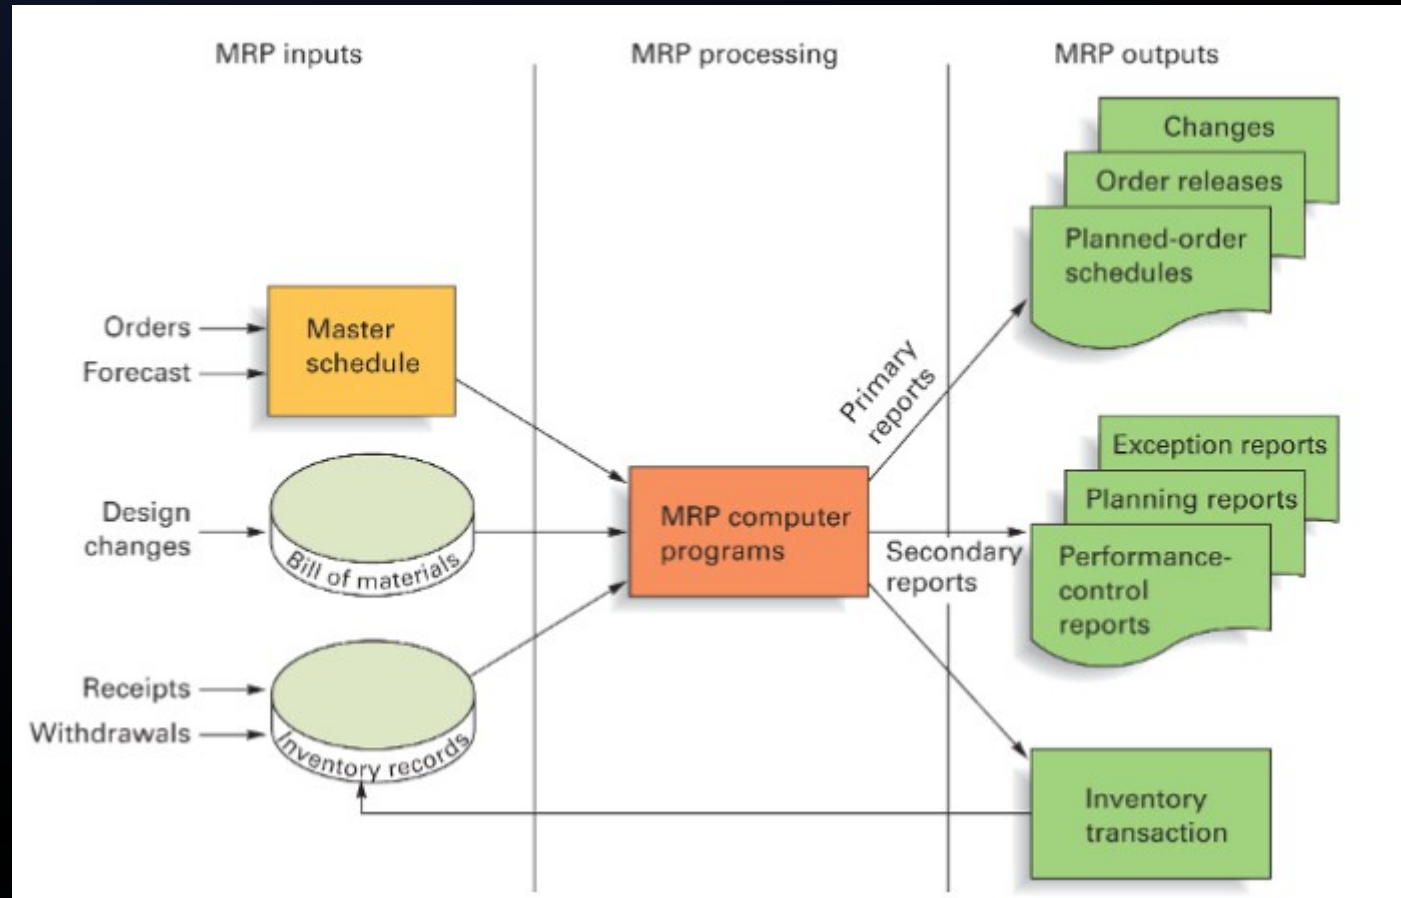 MRP inputs
MRP processing
MRP outputs
Changes
Order releases
Planned-order
schedules
Orders
Forecast
Master
schedule
Primary
reports
Design
changes
Bill of materials
MRP computer
programs
Secondary
reports
Exception reports
Planning reports
Performance-
control
reports
Receipts
Withdrawals
Inventory records
Inventory
transaction